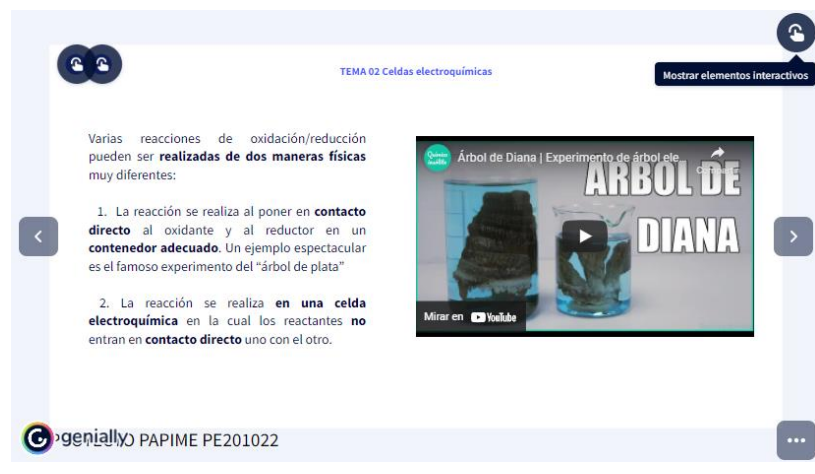 TEMA 02 Celdas electroquímicas
Mostrar elementos interactivos
Varias reacciones de oxidación/reducción
pueden ser realizadas de dos maneras físicas
muy diferentes:
1. La reacción se realiza al poner en contacto
directo al oxidante y al reductor en un
contenedor adecuado. Un ejemplo espectacular
es el famoso experimento del “árbol de plata”
2. La reacción se realiza en una celda
electroquímica en la cual los reactantes no
entran en contacto directo uno con el otro.
Árbol de Diana | Experimento de árbol ele...
ÁRBOL DE
DIANA
Mirar en YouTube
genially
PAPIME PE201022